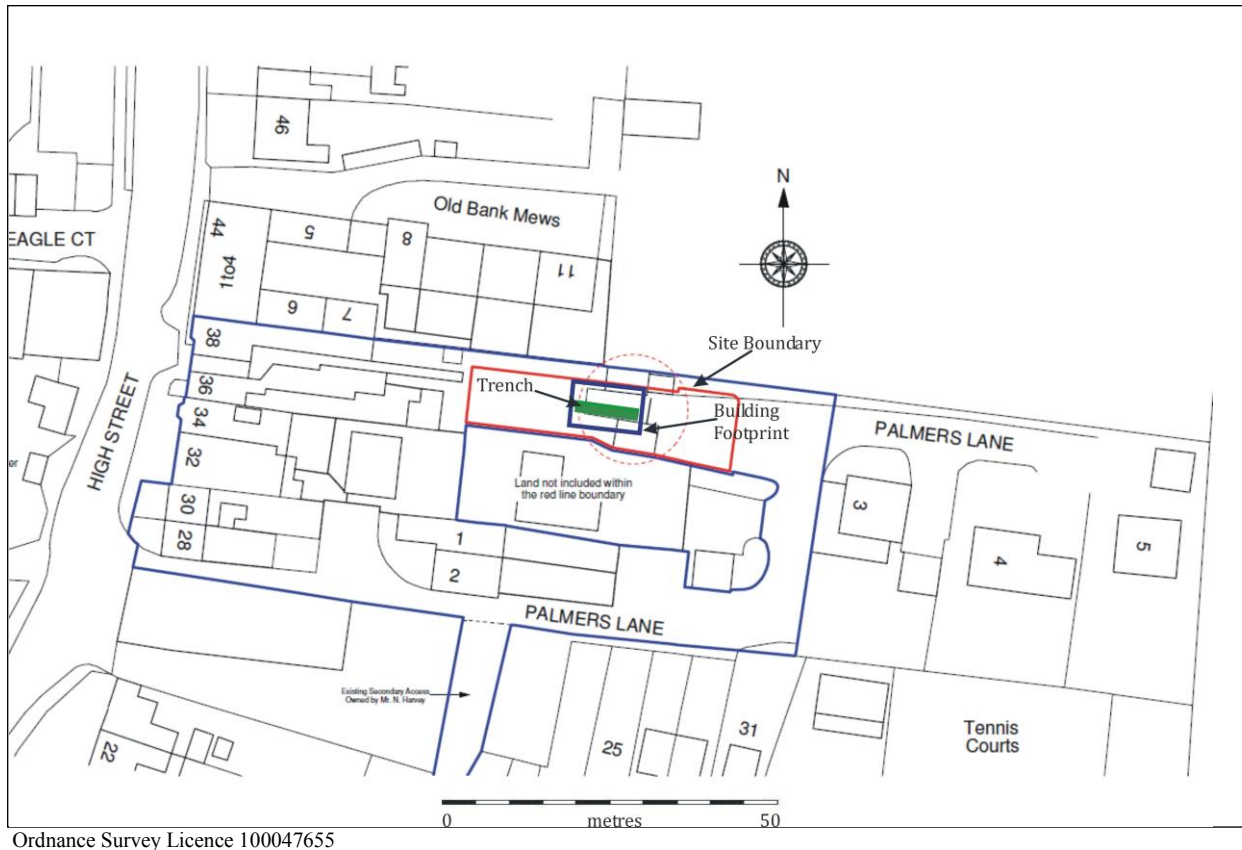 46
N
Old Bank Mews
EAGLE CT
44
1to4
5
8
11
6
7
38
Site Boundary
36
Trench
34
Building
Footprint
PALMERS LANE
HIGH STREET
32
Land not included within
the red line boundary
30
28
1
2
3
4
5
PALMERS LANE
Existing Secondary Access
Owned by Mr. N. Harvey
22
25
31
Tennis
Courts
0 metres 50
Ordnance Survey Licence 100047655